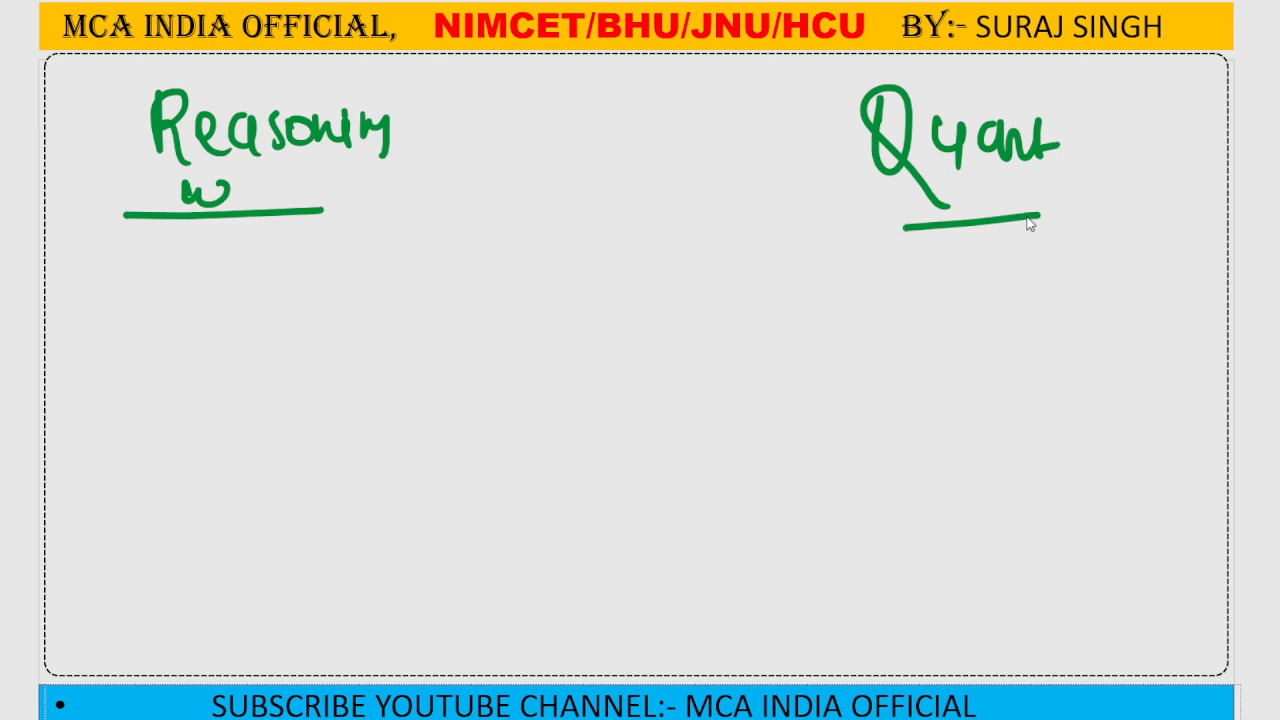 MCA INDIA OFFICIAL, NIMCET/BHU/JNU/HCU BY:- SURAJ SINGH
Reasoning Quant
• SUBSCRIBE YOUTUBE CHANNEL:- MCA INDIA OFFICIAL